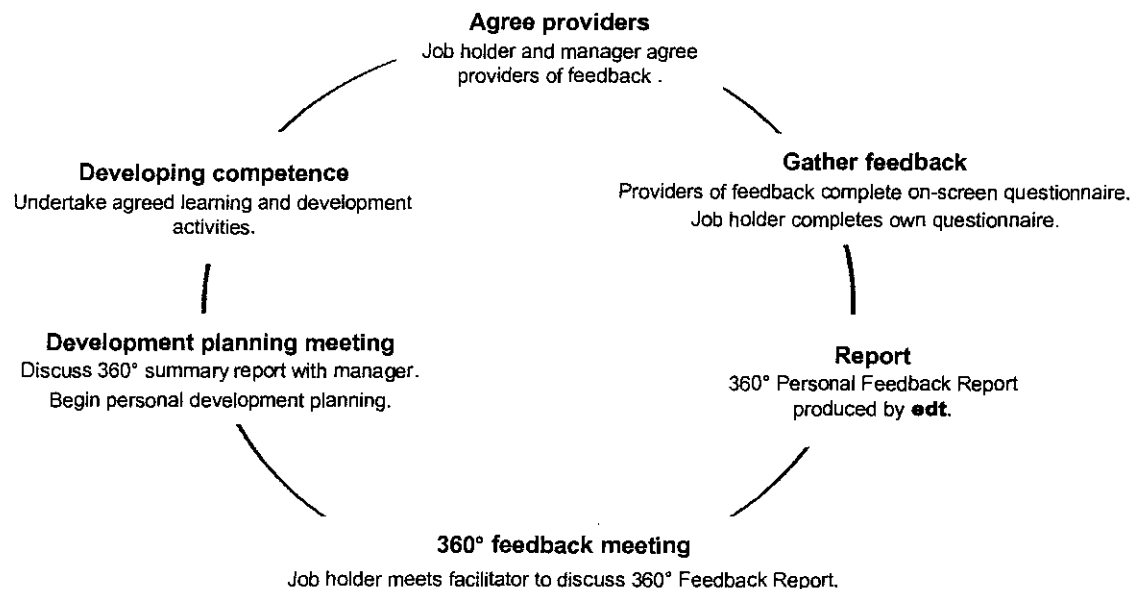 Agree providers
Job holder and manager agree
providers of feedback .
Gather feedback
Providers of feedback complete on-screen questionnaire.
Job holder completes own questionnaire.
Report
360° Personal Feedback Report
produced by edt.
360° feedback meeting
Job holder meets facilitator to discuss 360° Feedback Report.
Development planning meeting
Discuss 360° summary report with manager.
Begin personal development planning.
Developing competence
Undertake agreed learning and development
activities.